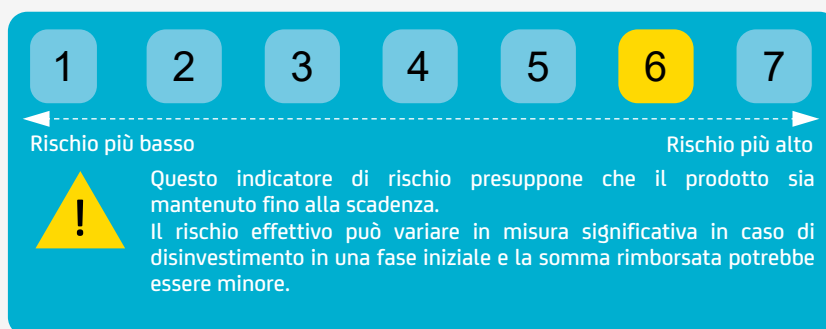 1 2 3 4 5 6 7
Rischio più basso Rischio più alto
Questo indicatore di rischio presuppone che il prodotto sia
mantenuto fino alla scadenza.
!
Il rischio effettivo può variare in misura significativa in caso di
disinvestimento in una fase iniziale e la somma rimborsata potrebbe
essere minore.